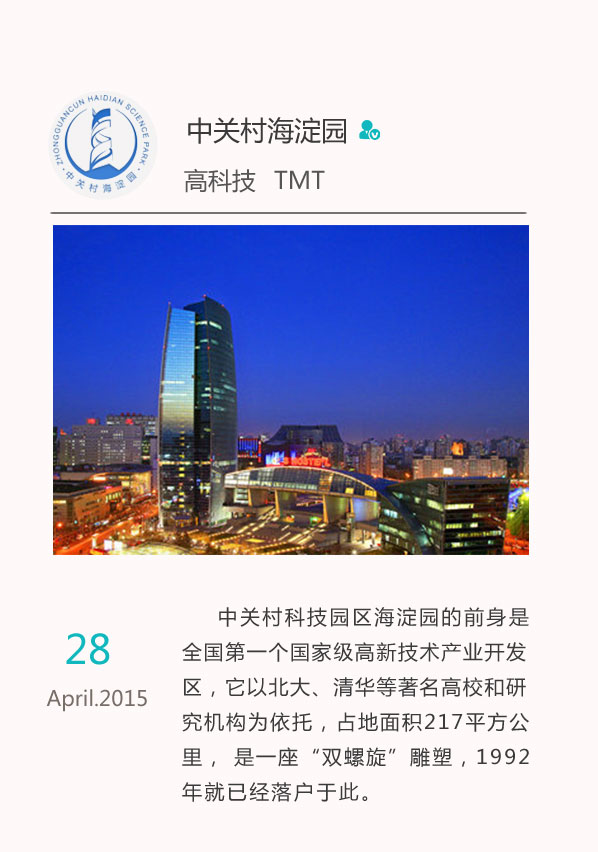 ZHONGGUANCUN HAIDIAN SCIENCE PARK
·中关村海淀园·
中关村海淀园
高科技 TMT
28
April.2015
中关村科技园区海淀园的前身是
全国第一个国家级高新技术产业开发
区，它以北大、清华等著名高校和研
究机构为依托，占地面积217平方公
里， 是一座“双螺旋”雕塑，1992
年就已经落户于此。